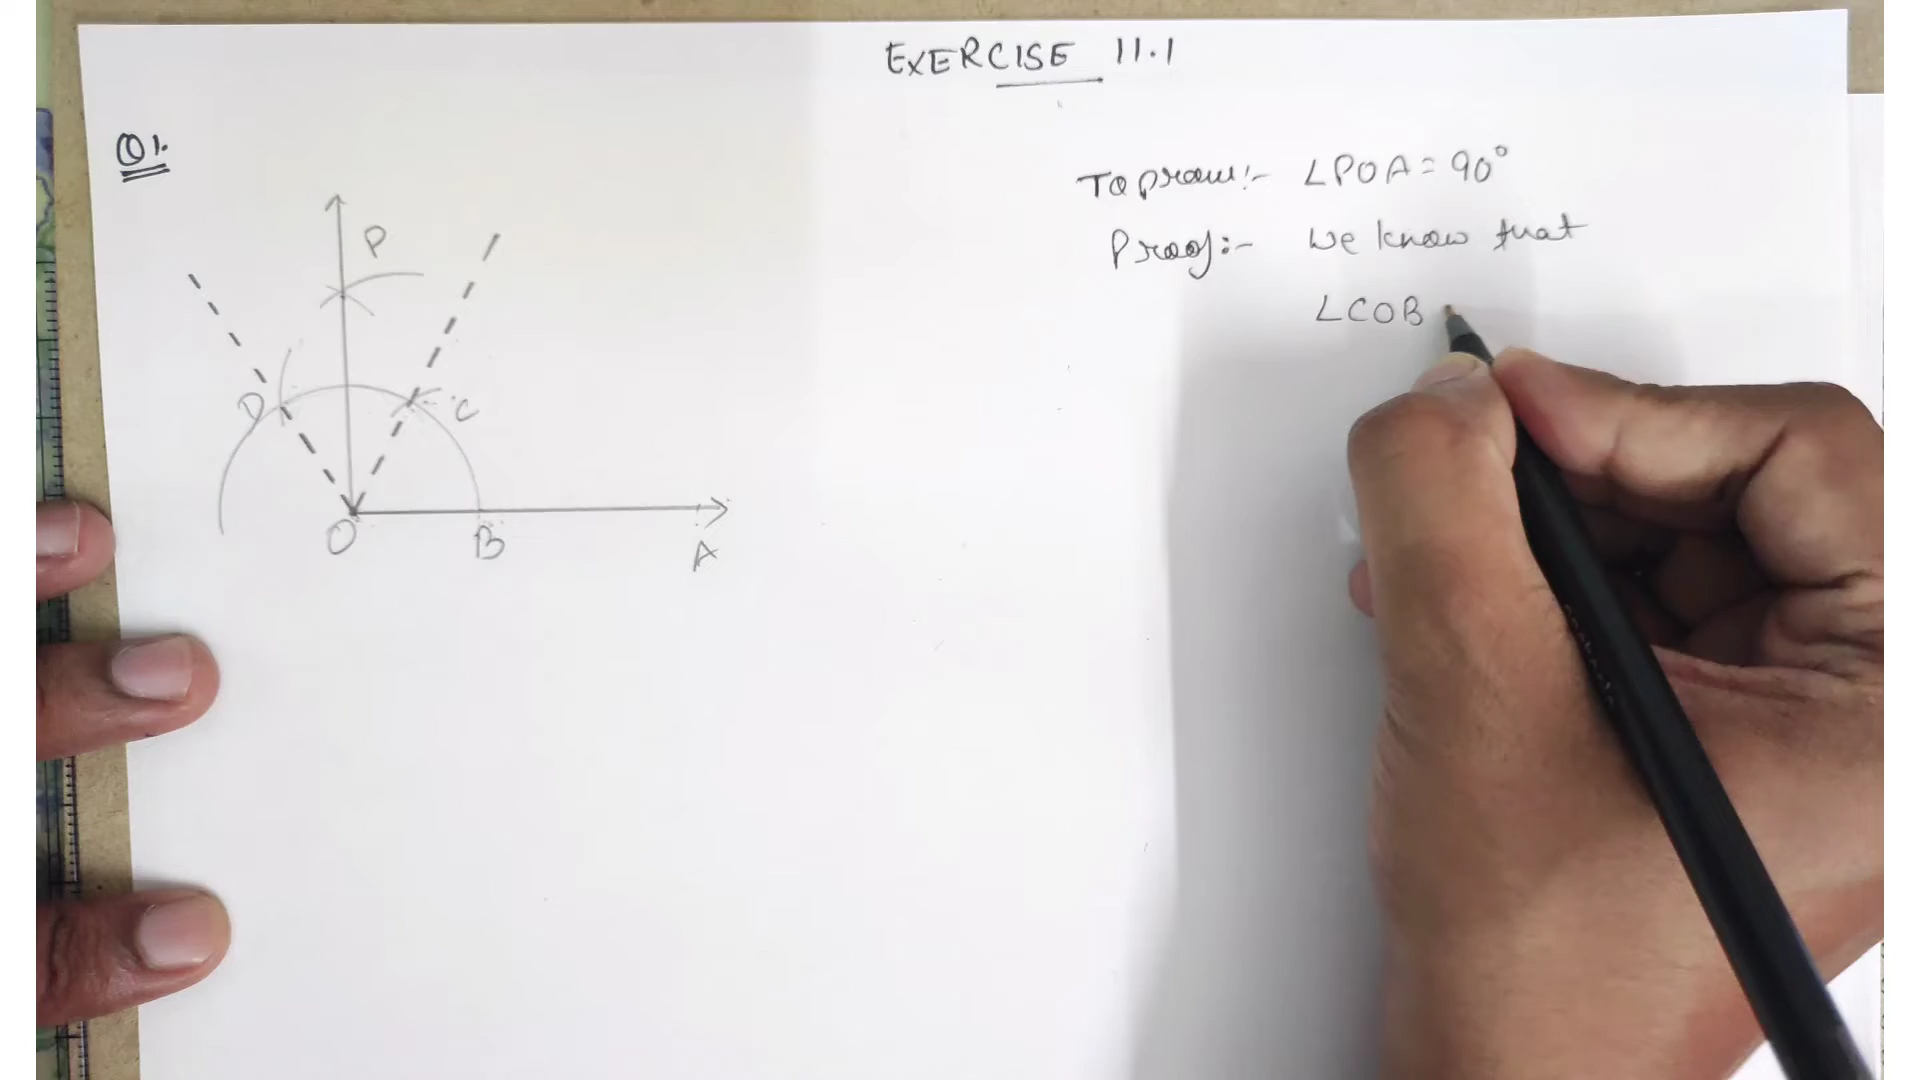 EXERCISE 11.1
Q1.
To prove:- ∠POA = 90°
Proof:- We know that
∠COB
P
D
C
O
B
A